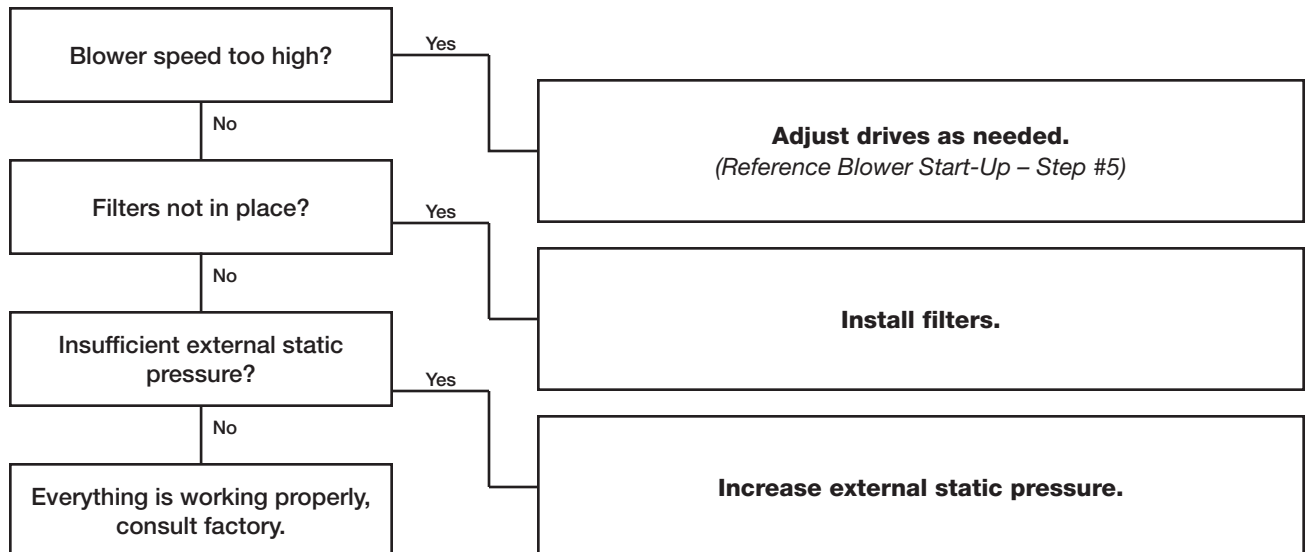 Blower speed too high?
Yes
Adjust drives as needed.
(Reference Blower Start-Up – Step #5)
No
Filters not in place?
Yes
Install filters.
No
Insufficient external static
pressure?
Yes
Increase external static pressure.
No
Everything is working properly,
consult factory.